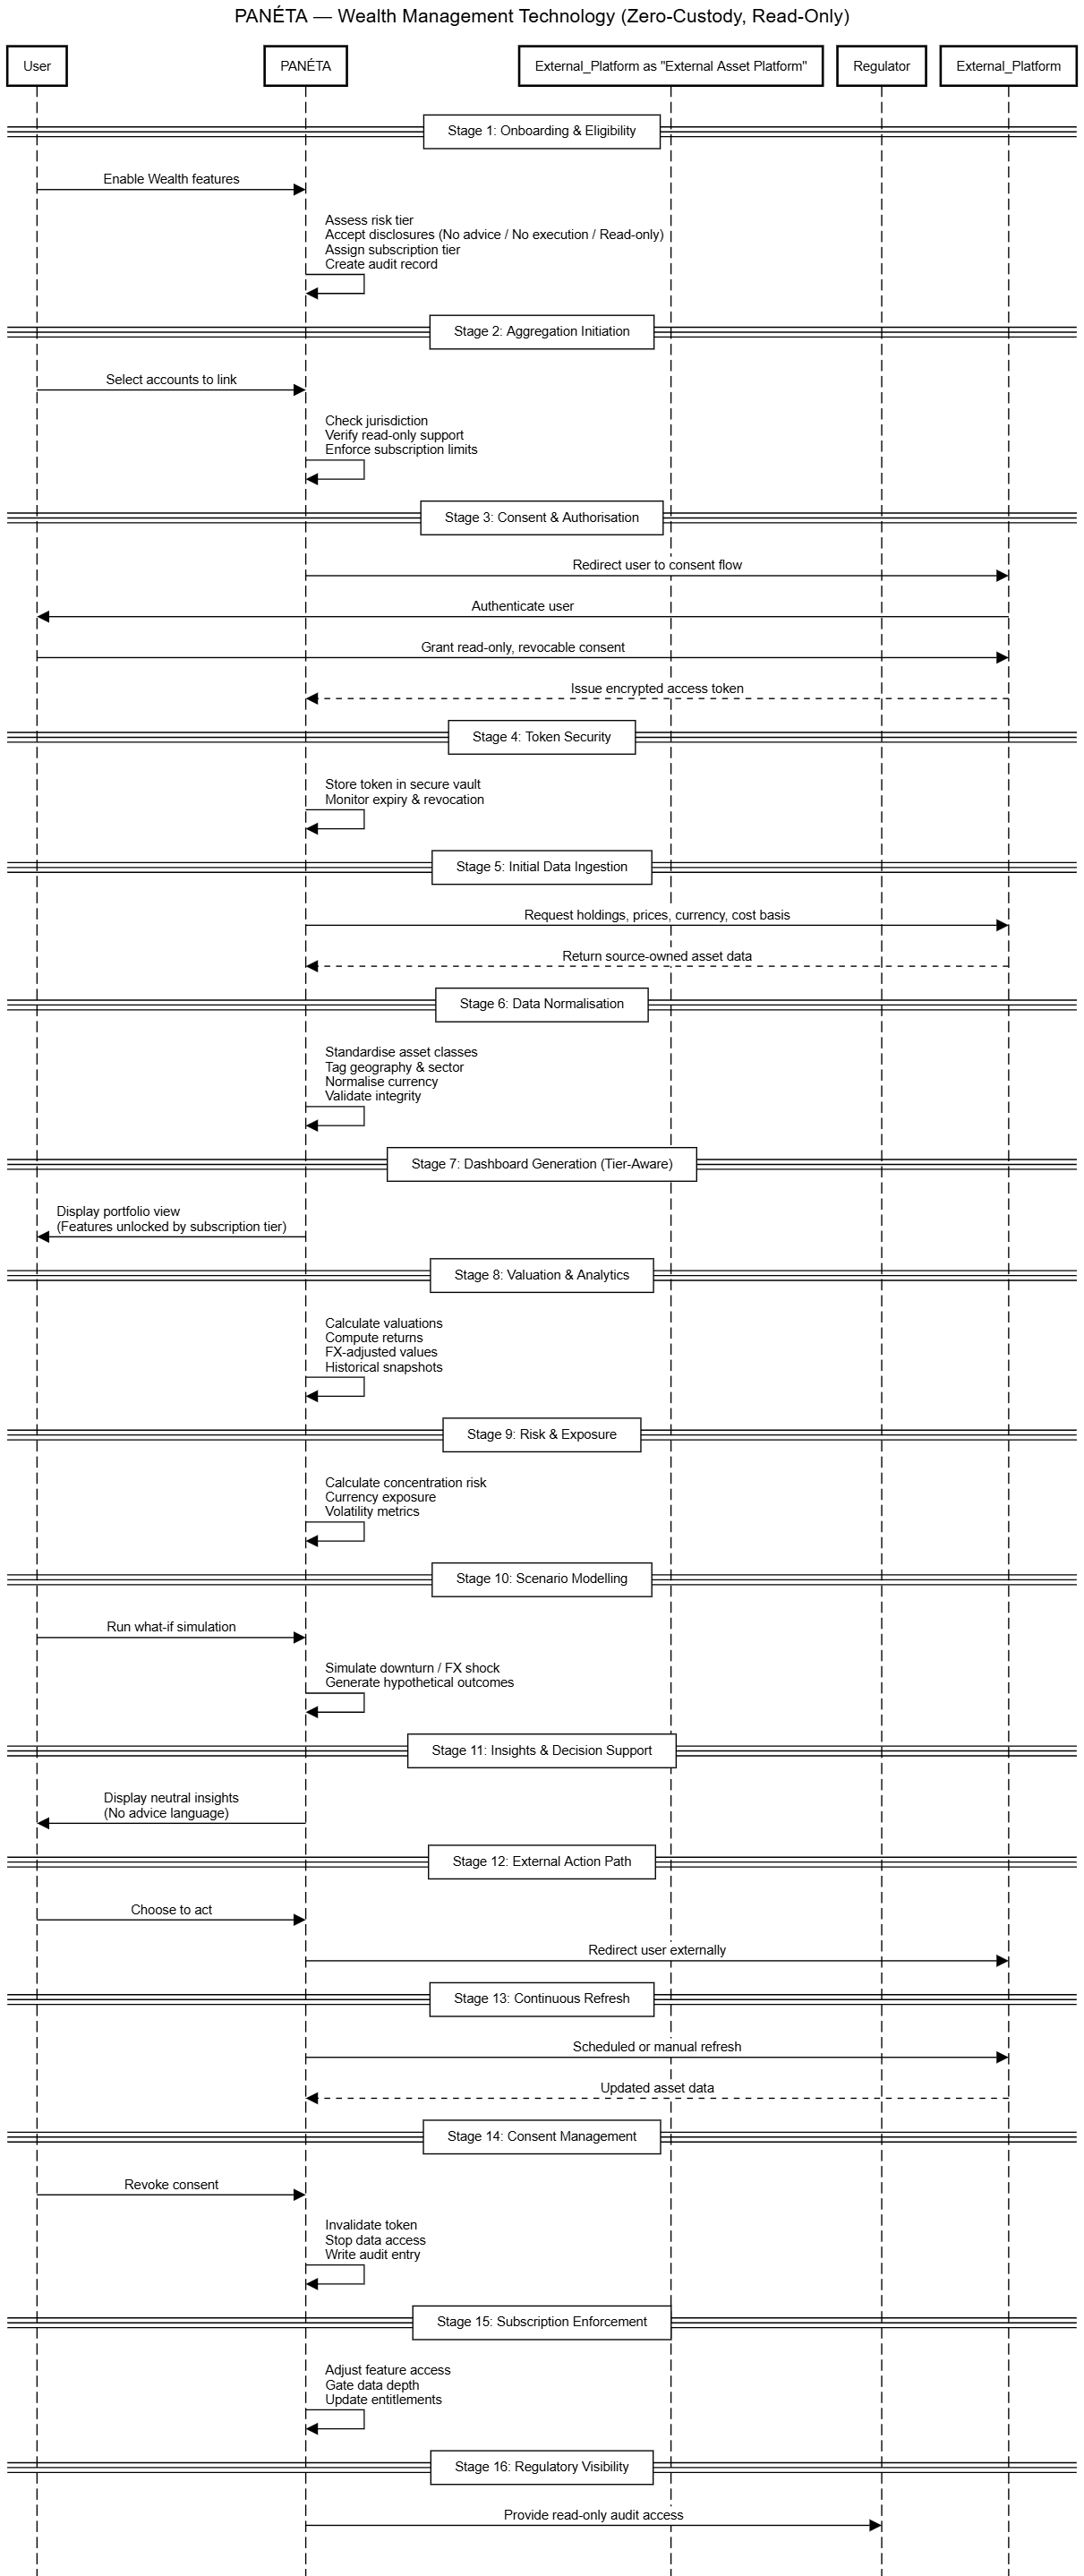 PANÉTA — Wealth Management Technology (Zero-Custody, Read-Only)
User
PANÉTA
External_Platform as "External Asset Platform"
Regulator
External_Platform
Stage 1: Onboarding & Eligibility
Enable Wealth features
Assess risk tier
Accept disclosures (No advice / No execution / Read-only)
Assign subscription tier
Create audit record
Stage 2: Aggregation Initiation
Select accounts to link
Check jurisdiction
Verify read-only support
Enforce subscription limits
Stage 3: Consent & Authorisation
Redirect user to consent flow
Authenticate user
Grant read-only, revocable consent
Issue encrypted access token
Stage 4: Token Security
Store token in secure vault
Monitor expiry & revocation
Stage 5: Initial Data Ingestion
Request holdings, prices, currency, cost basis
Return source-owned asset data
Stage 6: Data Normalisation
Standardise asset classes
Tag geography & sector
Normalise currency
Validate integrity
Stage 7: Dashboard Generation (Tier-Aware)
Display portfolio view
(Features unlocked by subscription tier)
Stage 8: Valuation & Analytics
Calculate valuations
Compute returns
FX-adjusted values
Historical snapshots
Stage 9: Risk & Exposure
Calculate concentration risk
Currency exposure
Volatility metrics
Stage 10: Scenario Modelling
Run what-if simulation
Simulate downturn / FX shock
Generate hypothetical outcomes
Stage 11: Insights & Decision Support
Display neutral insights
(No advice language)
Stage 12: External Action Path
Choose to act
Redirect user externally
Stage 13: Continuous Refresh
Scheduled or manual refresh
Updated asset data
Stage 14: Consent Management
Revoke consent
Invalidate token
Stop data access
Write audit entry
Stage 15: Subscription Enforcement
Adjust feature access
Gate data depth
Update entitlements
Stage 16: Regulatory Visibility
Provide read-only audit access